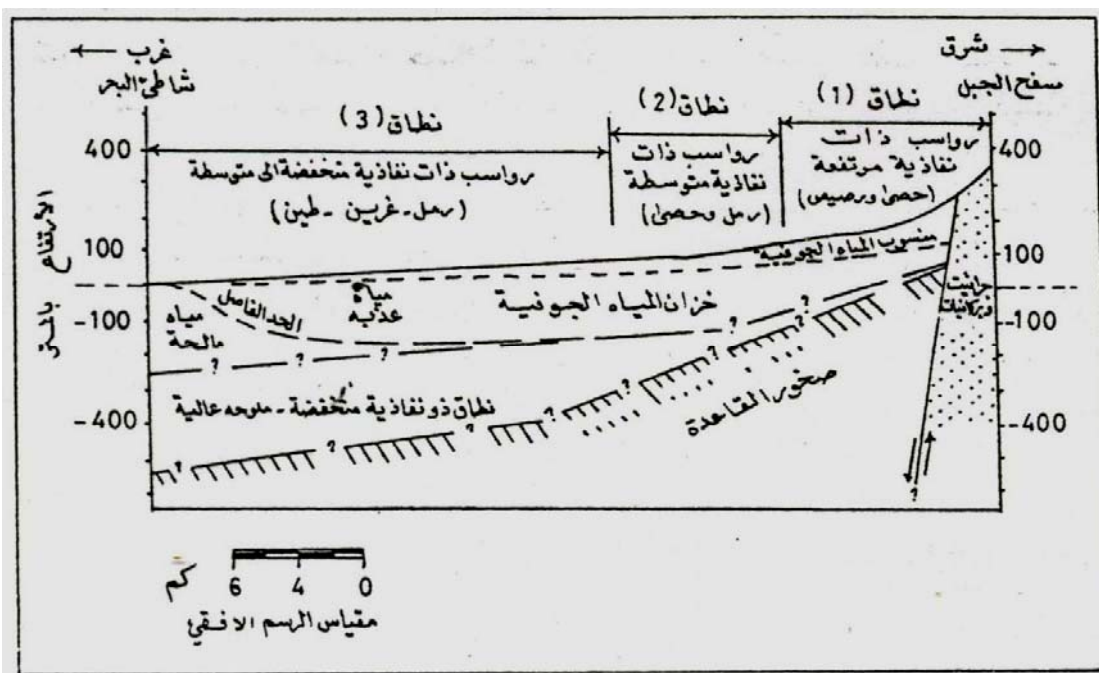 شرق
سفح الجبل
غرب
شاطئ البحر
نطاق (1)
نطاق (2)
نطاق (3)
رواسب ذات
نفاذية مرتفعة
(حصى ورصيص)
رواسب ذات
نفاذية متوسطة
(رمل وحصى)
رواسب ذات نفاذية منخفضة الى متوسطة
(رمل - غرين - طين)
400
100
-100
-400
400
100
-100
-400
الأرتفاع
بالمتر
منسوب المياه الجوفية
خزان المياه الجوفية
مياه
عذبة
الحد الفاصل
مياه
مالحة
جرانيت
وبركانيات
? ? ? ?
نطاق ذو نفاذية منخفضة - ملوحه عالية
صخور القاعدة
? ? ? ? ? ? ?
6 4 0
كم
مقياس الرسم الافقي